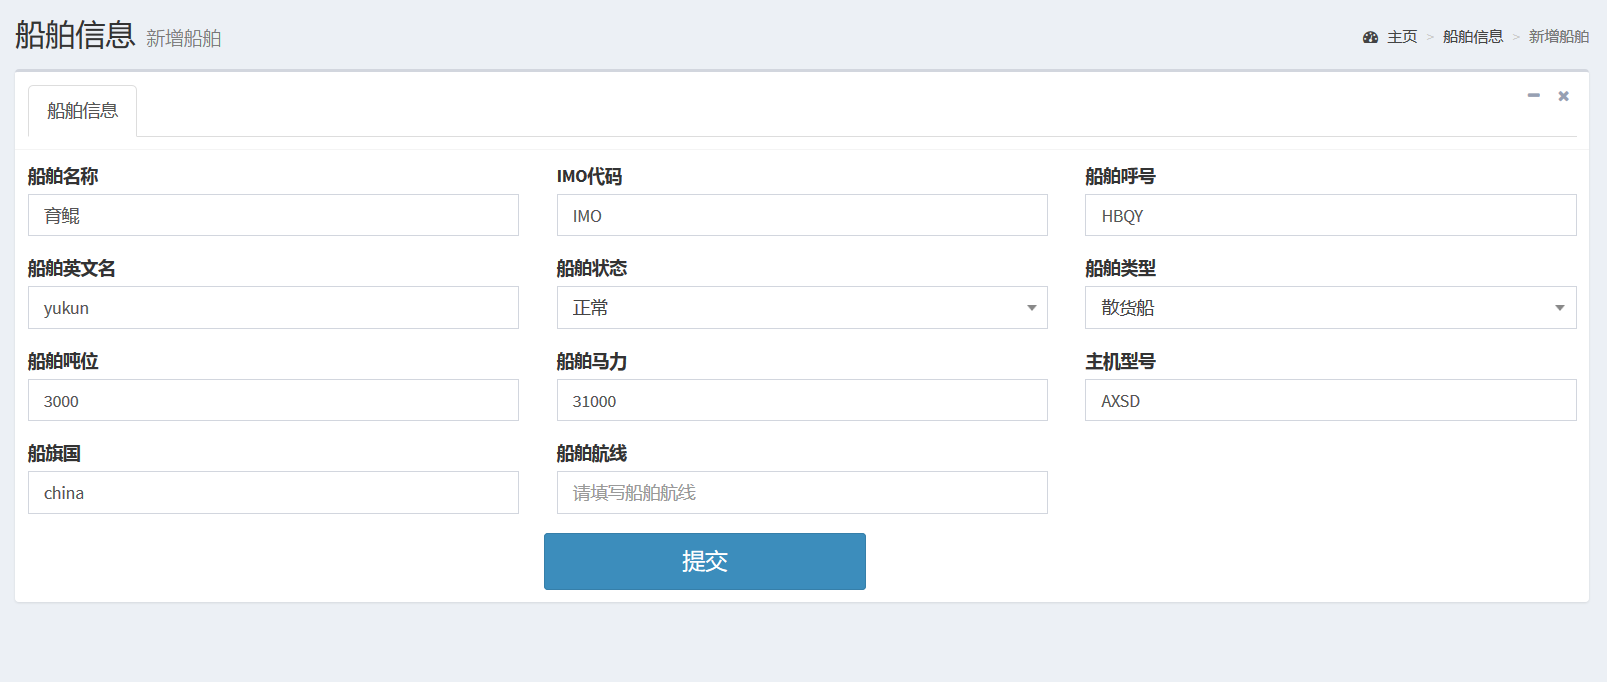 船舶信息 新增船舶
主页 > 船舶信息 > 新增船舶
船舶信息
船舶名称 IMO代码 船舶呼号
育鲲 IMO HBQY
船舶英文名 船舶状态 船舶类型
yukun 正常 散货船
船舶吨位 船舶马力 主机型号
3000 31000 AXSD
船旗国 船舶航线
china 请填写船舶航线
提交